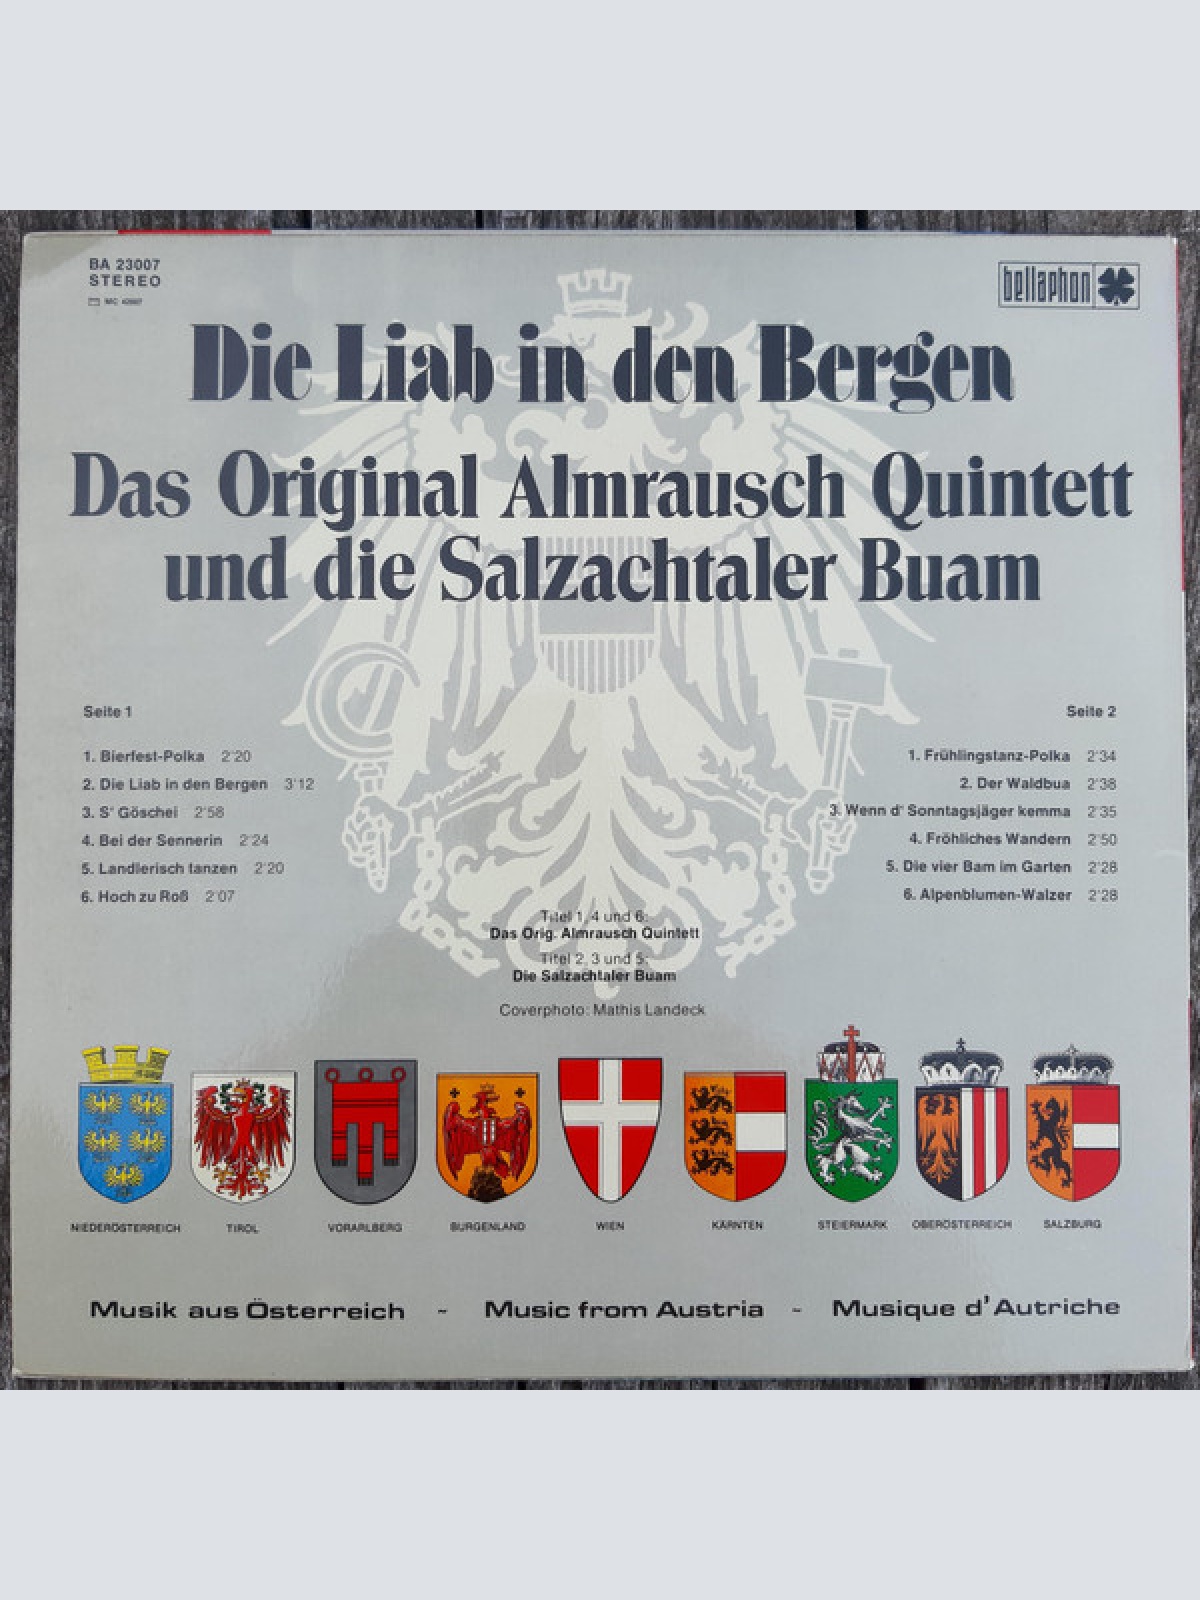 BA 23007
STEREO
bellaphon
Die Liab in den Bergen
Das Original Almrausch Quintett
und die Salzachtaler Buam
Seite 1
1. Bierfest-Polka 2'20
2. Die Liab in den Bergen 3'12
3. S' Göschei 2'58
4. Bei der Sennerin 2'24
5. Landlerisch tanzen 2'20
6. Hoch zu Roß 2'07
Seite 2
1. Frühlingstanz-Polka 2'34
2. Der Waldbua 2'38
3. Wenn d' Sonntagsjäger kemma 2'35
4. Fröhliches Wandern 2'50
5. Die vier Bam im Garten 2'28
6. Alpenblumen-Walzer 2'28
Titel 1, 4 und 6:
Das Orig. Almrausch Quintett
Titel 2, 3 und 5:
Die Salzachtaler Buam
Coverphoto: Mathis Landeck
NIEDERÖSTERREICH TIROL VORARLBERG BURGENLAND WIEN KÄRNTEN STEIERMARK OBERÖSTERREICH SALZBURG
Musik aus Österreich ~ Music from Austria ~ Musique d'Autriche